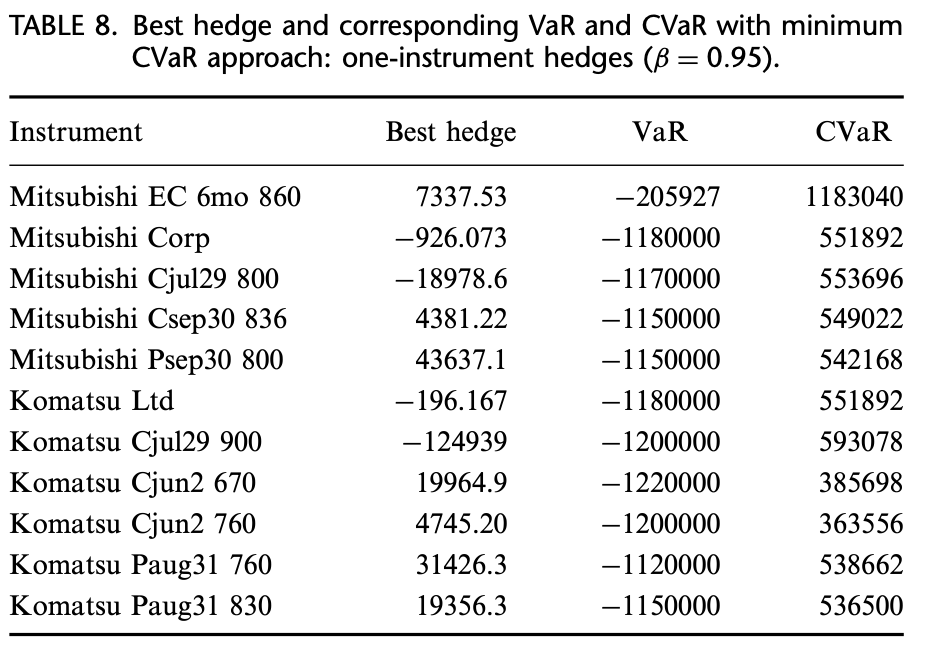 TABLE 8. Best hedge and corresponding VaR and CVaR with minimum
CVaR approach: one-instrument hedges (β = 0.95).
Instrument Best hedge VaR CVaR
Mitsubishi EC 6mo 860 7337.53 −205927 1183040
Mitsubishi Corp −926.073 −1180000 551892
Mitsubishi Cjul29 800 −18978.6 −1170000 553696
Mitsubishi Csep30 836 4381.22 −1150000 549022
Mitsubishi Psep30 800 43637.1 −1150000 542168
Komatsu Ltd −196.167 −1180000 551892
Komatsu Cjul29 900 −124939 −1200000 593078
Komatsu Cjun2 670 19964.9 −1220000 385698
Komatsu Cjun2 760 4745.20 −1200000 363556
Komatsu Paug31 760 31426.3 −1120000 538662
Komatsu Paug31 830 19356.3 −1150000 536500